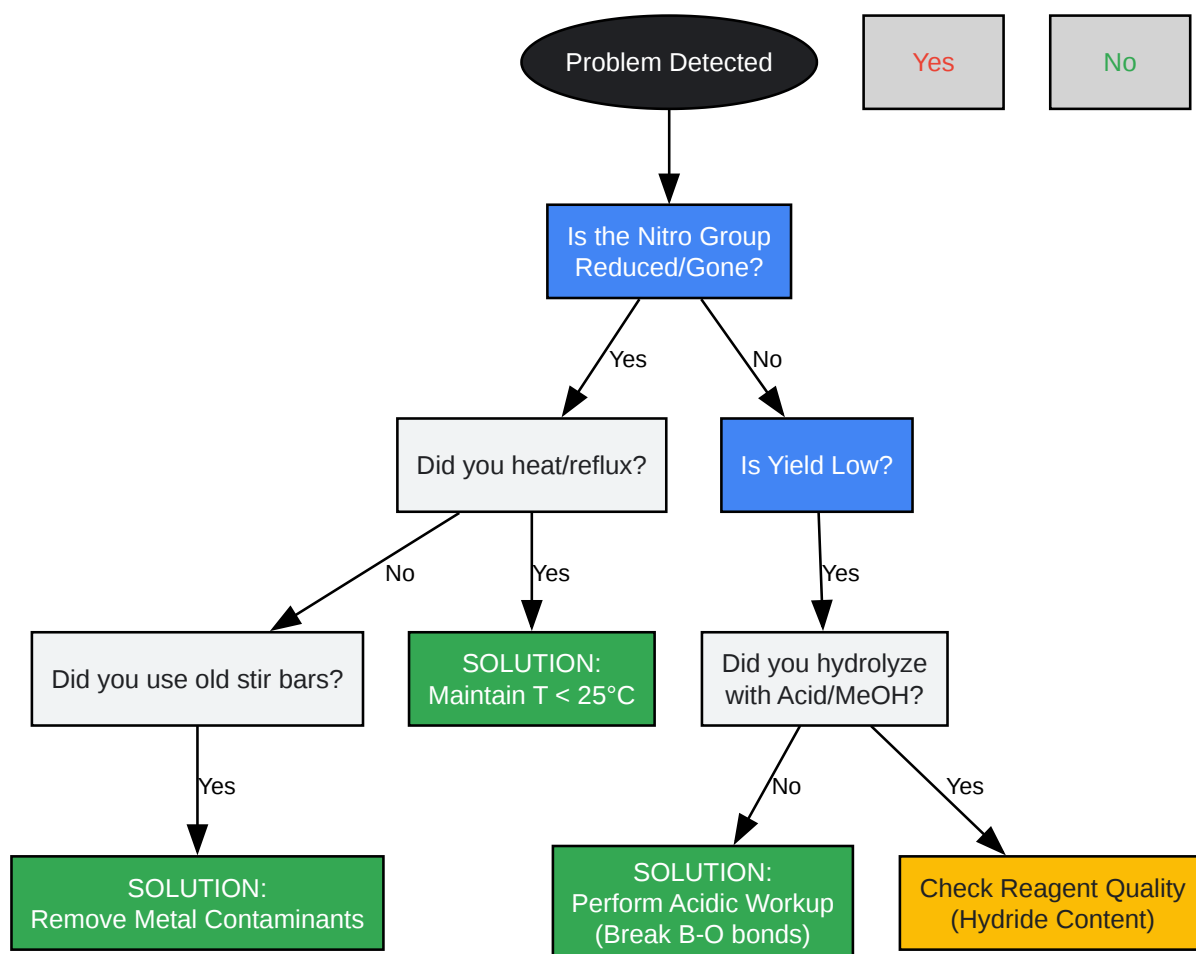 Problem Detected
Yes
No
Is the Nitro Group
Reduced/Gone?
Yes
No
Did you heat/reflux?
Is Yield Low?
No
Yes
Yes
Did you use old stir bars?
SOLUTION:
Maintain T < 25°C
Did you hydrolyze
with Acid/MeOH?
Yes
No
Yes
SOLUTION:
Remove Metal Contaminants
SOLUTION:
Perform Acidic Workup
(Break B-O bonds)
Check Reagent Quality
(Hydride Content)